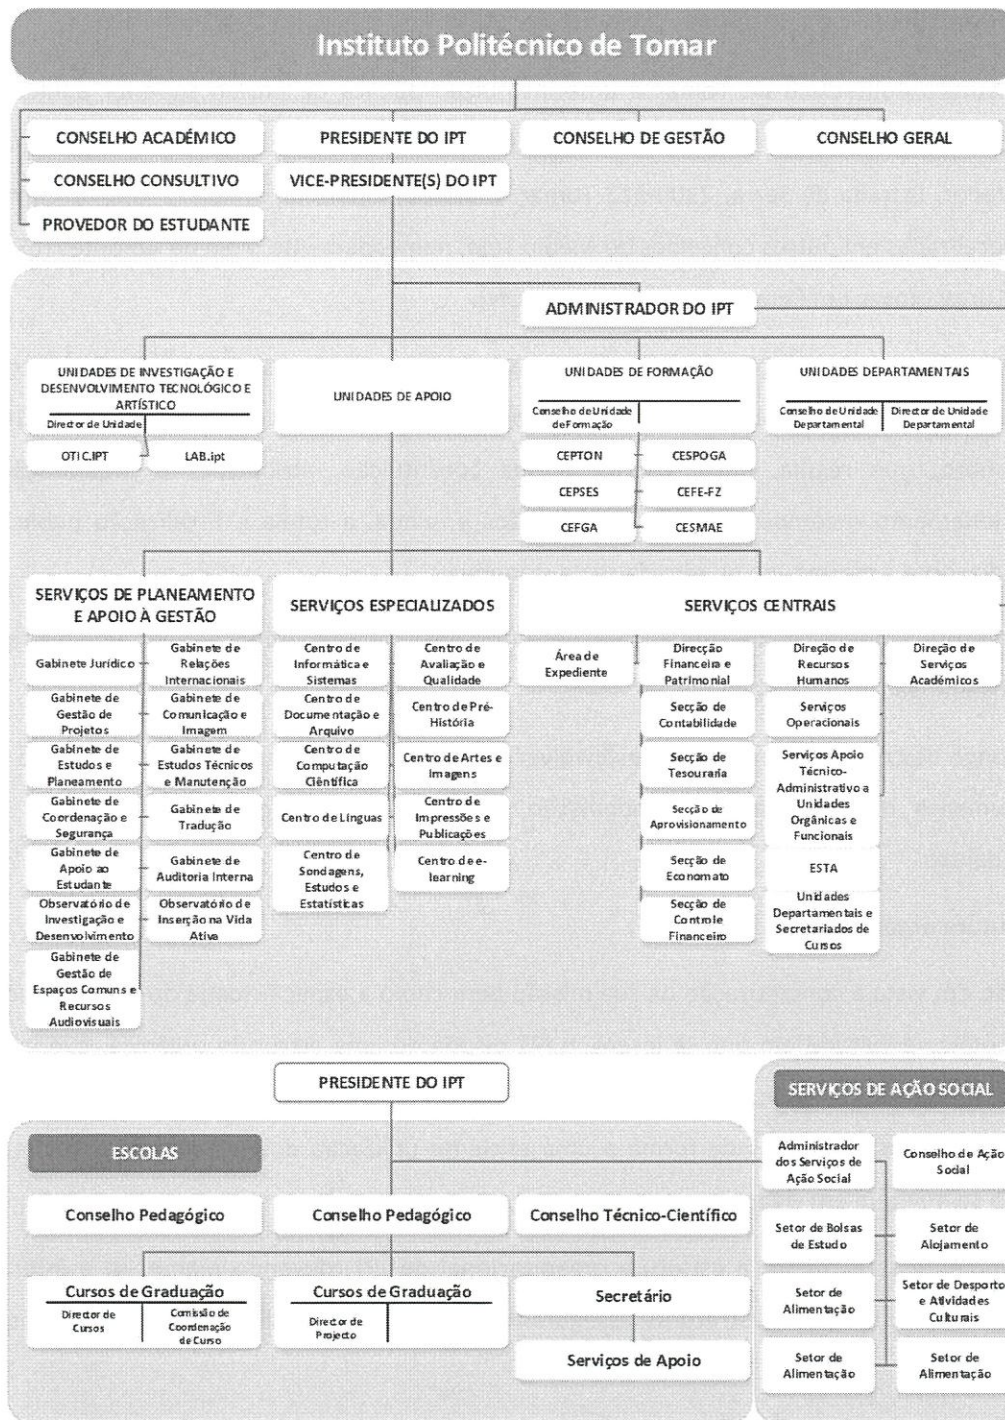 Instituto Politécnico de Tomar
CONSELHO ACADÉMICO
PRESIDENTE DO IPT
CONSELHO DE GESTÃO
CONSELHO GERAL
CONSELHO CONSULTIVO
VICE-PRESIDENTE(S) DO IPT
PROVEDOR DO ESTUDANTE
ADMINISTRADOR DO IPT
UNIDADES DE INVESTIGAÇÃO E
DESENVOLVIMENTO TECNOLÓGICO E
ARTÍSTICO
Director de Unidade
OTIC.IPT
LAB.ipt
UNIDADES DE APOIO
UNIDADES DE FORMAÇÃO
Conselho de Unidade
de Formação
CEPTON
CESPOGA
CEPSES
CEFE-FZ
CEFGA
CESMAE
UNIDADES DEPARTAMENTAIS
Conselho de Unidade
Departamental
Director de Unidade
Departamental
SERVIÇOS DE PLANEAMENTO
E APOIO À GESTÃO
Gabinete Jurídico
Gabinete de
Relações
Internacionais
Gabinete de
Gestão de
Projetos
Gabinete de
Comunicação e
Imagem
Gabinete de
Estudos e
Planeamento
Gabinete de
Estudos Técnicos
e Manutenção
Gabinete de
Coordenação e
Segurança
Gabinete de
Tradução
Gabinete de
Apoio ao
Estudante
Gabinete de
Auditoria Interna
Observatório de
Investigação e
Desenvolvimento
Observatório de
Inserção na Vida
Ativa
Gabinete de
Gestão de
Espaços Comuns e
Recursos
Audiovisuais
SERVIÇOS ESPECIALIZADOS
Centro de
Informática e
Sistemas
Centro de
Avaliação e
Qualidade
Centro de
Documentação e
Arquivo
Centro de Pré-
História
Centro de
Computação
Ciêntífica
Centro de Artes e
Imagens
Centro de Línguas
Centro de
Impressões e
Publicações
Centro de
Sondagens,
Estudos e
Estatísticas
Centro de e-
learning
SERVIÇOS CENTRAIS
Área de
Expediente
Direcção
Financeira e
Patrimonial
Direção de
Recursos
Humanos
Direção de
Serviços
Académicos
Secção de
Contabilidade
Serviços
Operacionais
Secção de
Tesouraria
Serviços Apoio
Técnico-
Administrativo a
Unidades
Orgânicas e
Funcionais
Secção de
Aprovisionamento
Secção de
Economato
ESTA
Secção de
Controle
Financeiro
Unidades
Departamentais e
Secretariados de
Cursos
PRESIDENTE DO IPT
ESCOLAS
Conselho Pedagógico
Conselho Pedagógico
Conselho Técnico-Científico
Cursos de Graduação
Director de
Cursos
Comissão de
Coordenação
de Curso
Cursos de Graduação
Director de
Projecto
Secretário
Serviços de Apoio
SERVIÇOS DE AÇÃO SOCIAL
Administrador
dos Serviços de
Ação Social
Conselho de Ação
Social
Setor de Bolsas
de Estudo
Setor de
Alojamento
Setor de
Alimentação
Setor de Desporto
e Atividades
Culturais
Setor de
Alimentação
Setor de
Alimentação